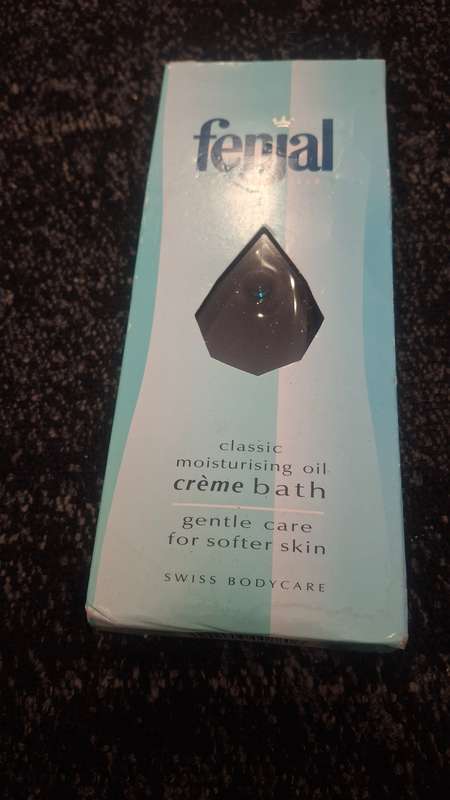 fenjal
classic
moisturising oil
crème bath
gentle care
for softer skin
SWISS BODYCARE